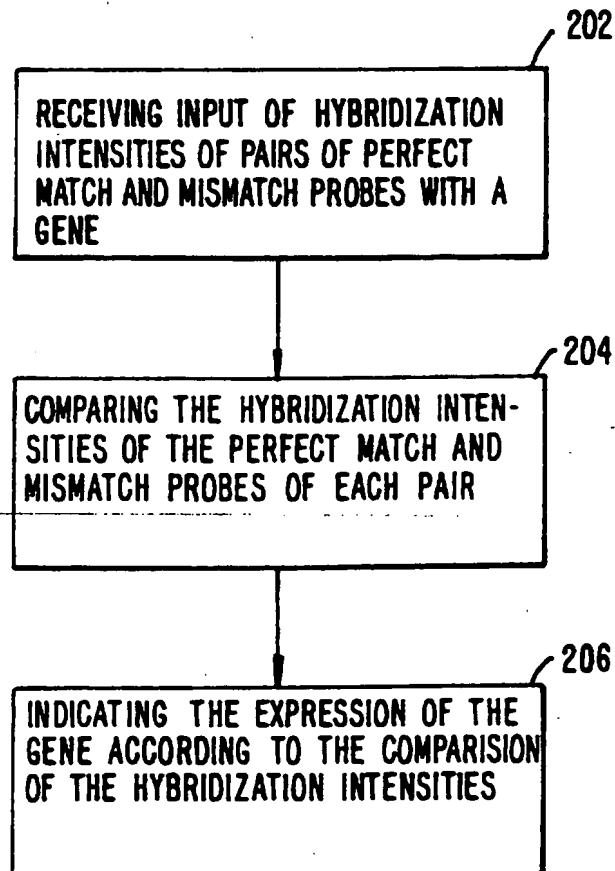 202
RECEIVING INPUT OF HYBRIDIZATION
INTENSITIES OF PAIRS OF PERFECT
MATCH AND MISMATCH PROBES WITH A
GENE
204
COMPARING THE HYBRIDIZATION INTEN-
SITIES OF THE PERFECT MATCH AND
MISMATCH PROBES OF EACH PAIR
206
INDICATING THE EXPRESSION OF THE
GENE ACCORDING TO THE COMPARISION
OF THE HYBRIDIZATION INTENSITIES